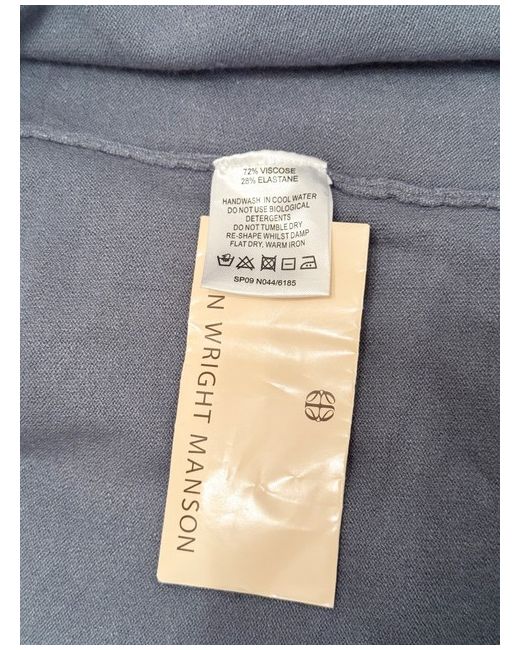 72% VISCOSE
28% ELASTANE
HANDWASH IN COOL WATER
DO NOT USE BIOLOGICAL
DETERGENTS
DO NOT TUMBLE DRY
RE-SHAPE WHILST DAMP
FLAT DRY, WARM IRON
SP09 N044/6185
N WRIGHT MANSON